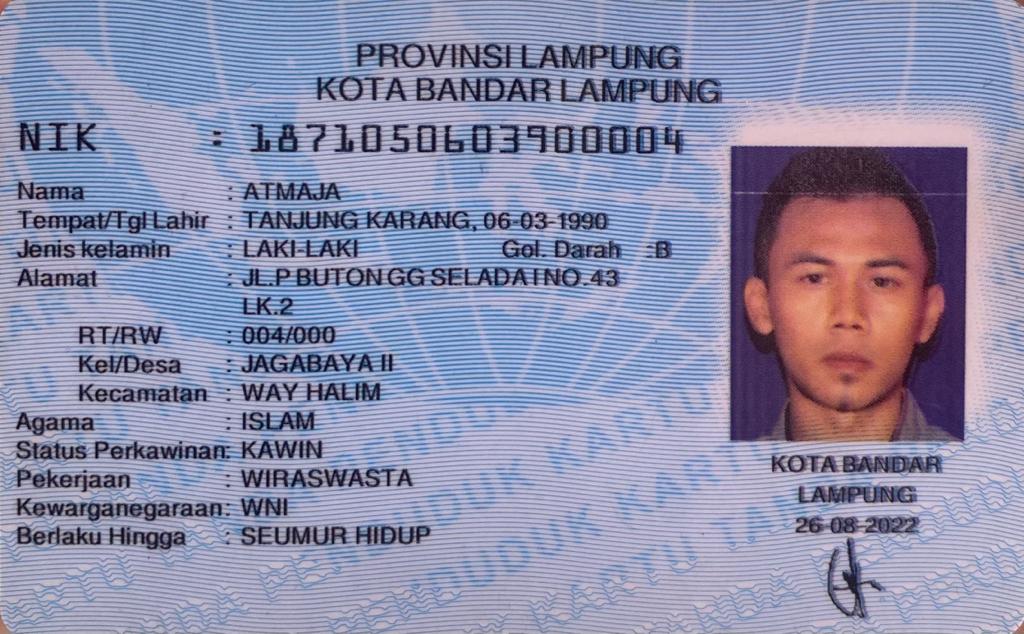 PROVINSI LAMPUNG
KOTA BANDAR LAMPUNG
NIK : 1871050603900004
Nama : ATMAJA
Tempat/Tgl Lahir : TANJUNG KARANG, 06-03-1990
Jenis kelamin : LAKI-LAKI Gol. Darah :B
Alamat : JL.P BUTON GG SELADA I NO.43
LK.2
RT/RW : 004/000
Kel/Desa : JAGABAYA II
Kecamatan : WAY HALIM
Agama : ISLAM
Status Perkawinan: KAWIN
Pekerjaan : WIRASWASTA
Kewarganegaraan: WNI
Berlaku Hingga : SEUMUR HIDUP
KOTA BANDAR
LAMPUNG
26-08-2022